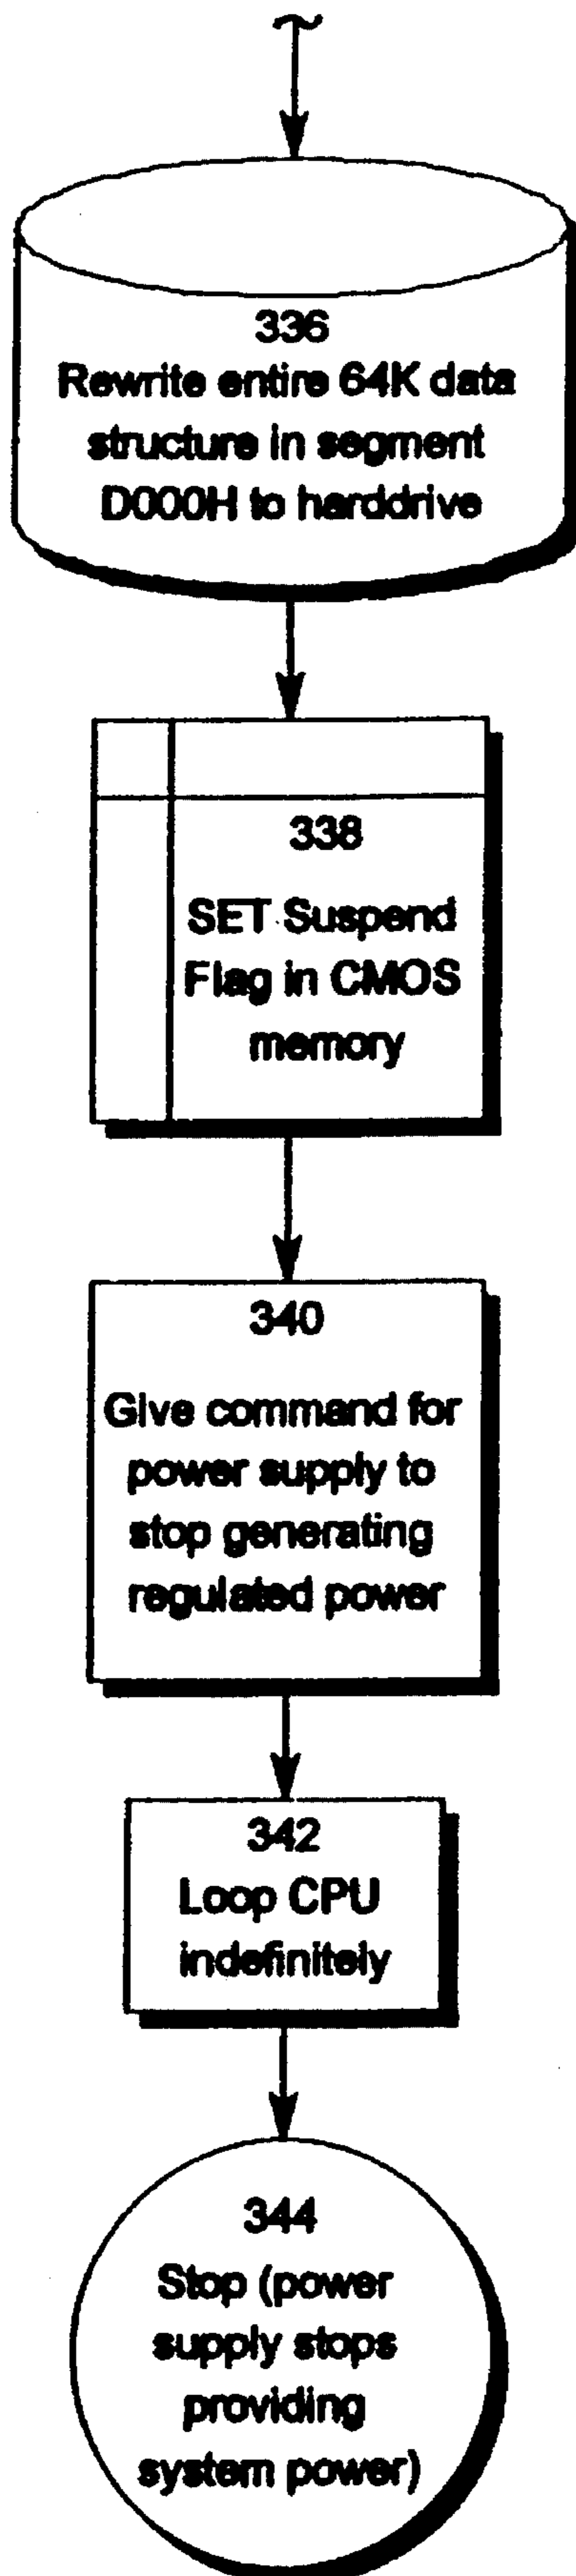 336
Rewrite entire 64K data
structure in segment
D000H to harddrive
338
SET Suspend
Flag in CMOS
memory
340
Give command for
power supply to
stop generating
regulated power
342
Loop CPU
indefinitely
344
Stop (power
supply stops
providing
system power)